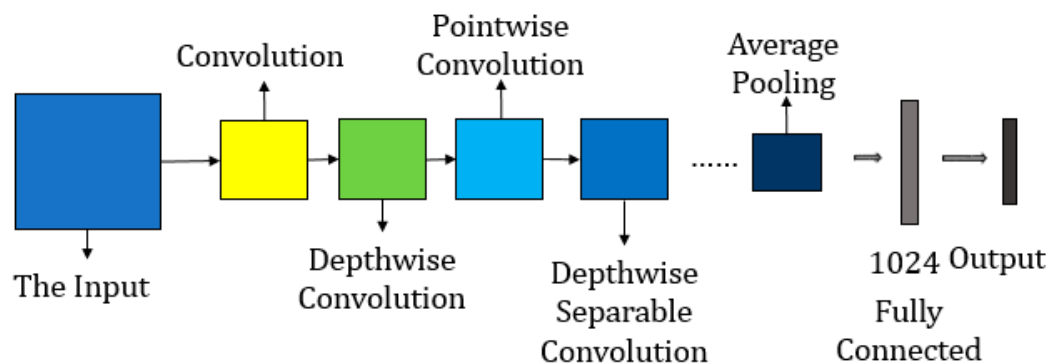 Convolution
Pointwise
Convolution
Average
Pooling
......
The Input
Depthwise
Convolution
Depthwise
Separable
Convolution
1024
Fully
Connected
Output